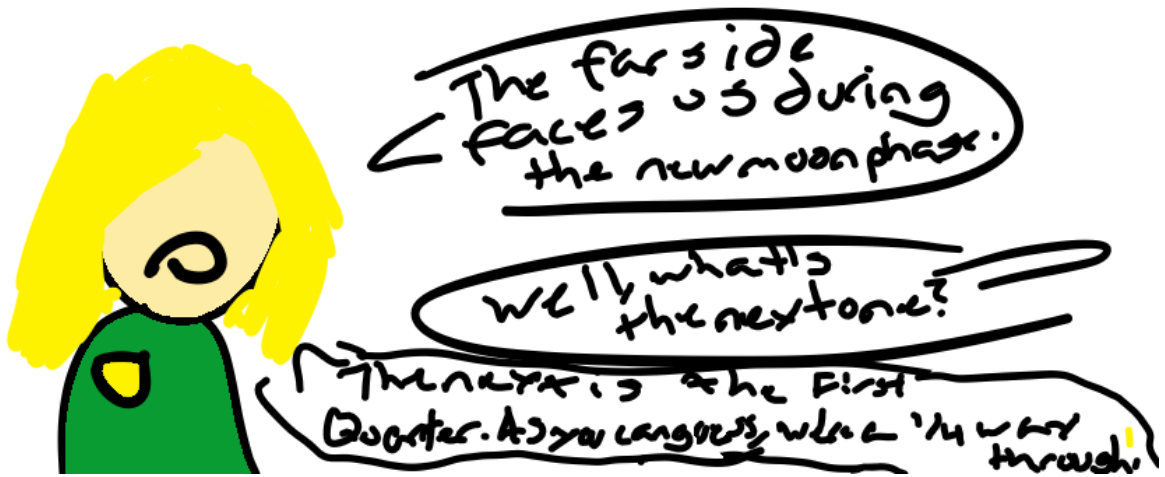 The far side
faces us during
the new moon phase.
Well, what's
the next one?
The next is the First
Quarter. As you can guess, we're a 1/4 way
through.